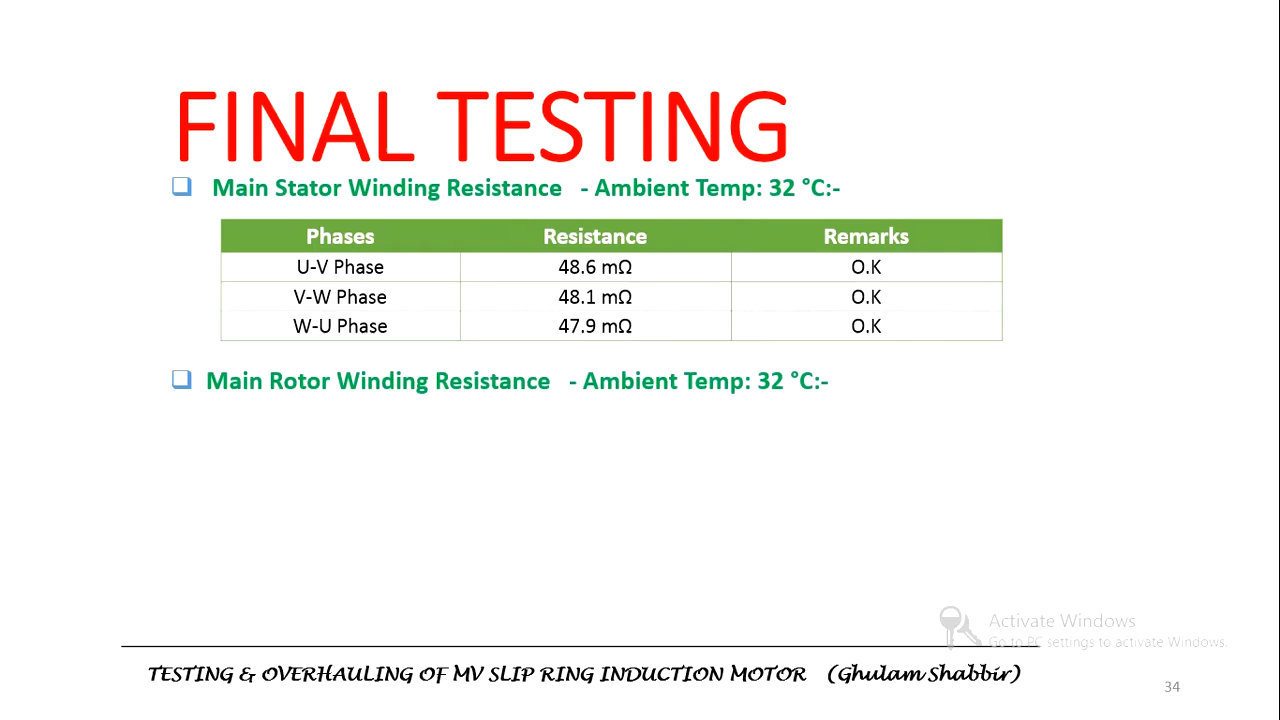 FINAL TESTING
❑ Main Stator Winding Resistance - Ambient Temp: 32 °C:-
Phases Resistance Remarks
U-V Phase 48.6 mΩ O.K
V-W Phase 48.1 mΩ O.K
W-U Phase 47.9 mΩ O.K
❑ Main Rotor Winding Resistance - Ambient Temp: 32 °C:-
Activate Windows
Go to PC settings to activate Windows.
TESTING & OVERHAULING OF MV SLIP RING INDUCTION MOTOR (Ghulam Shabbir)
34